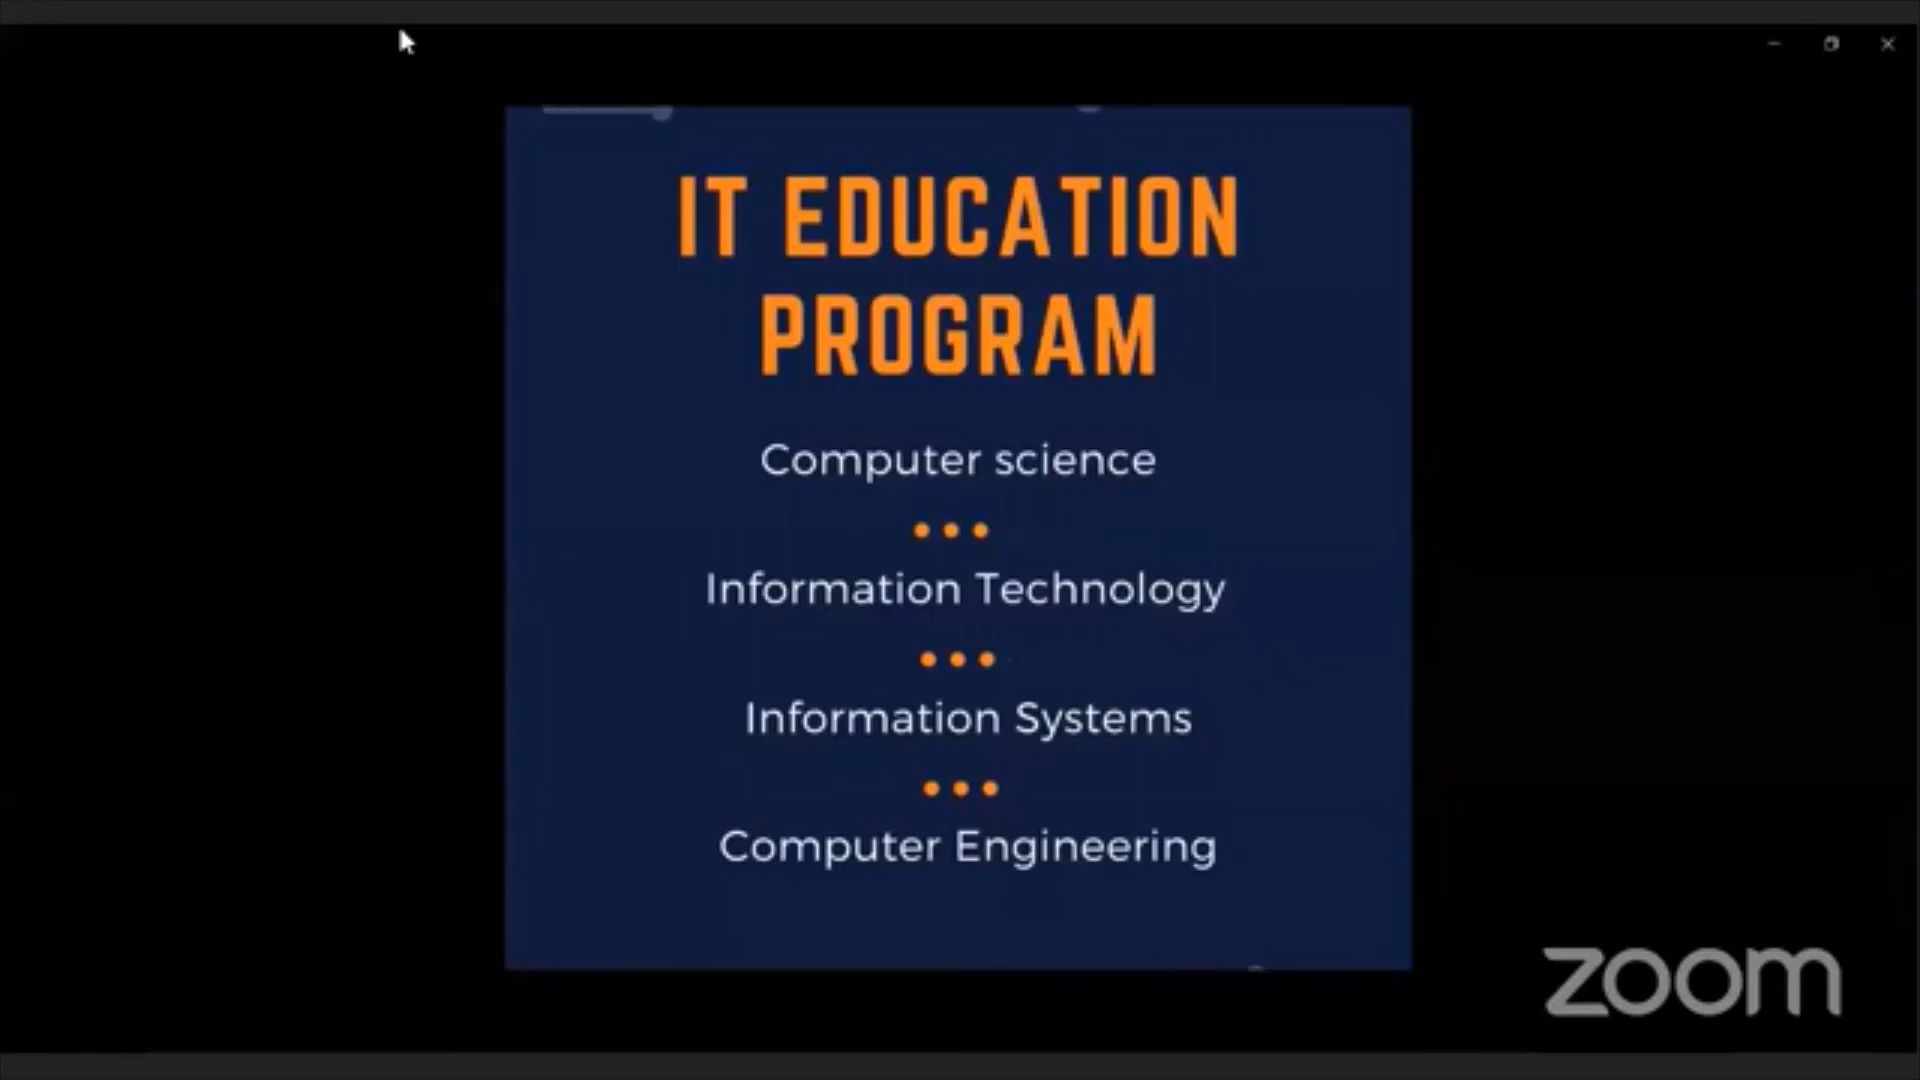 IT EDUCATION
PROGRAM
Computer science
Information Technology
Information Systems
Computer Engineering
zoom